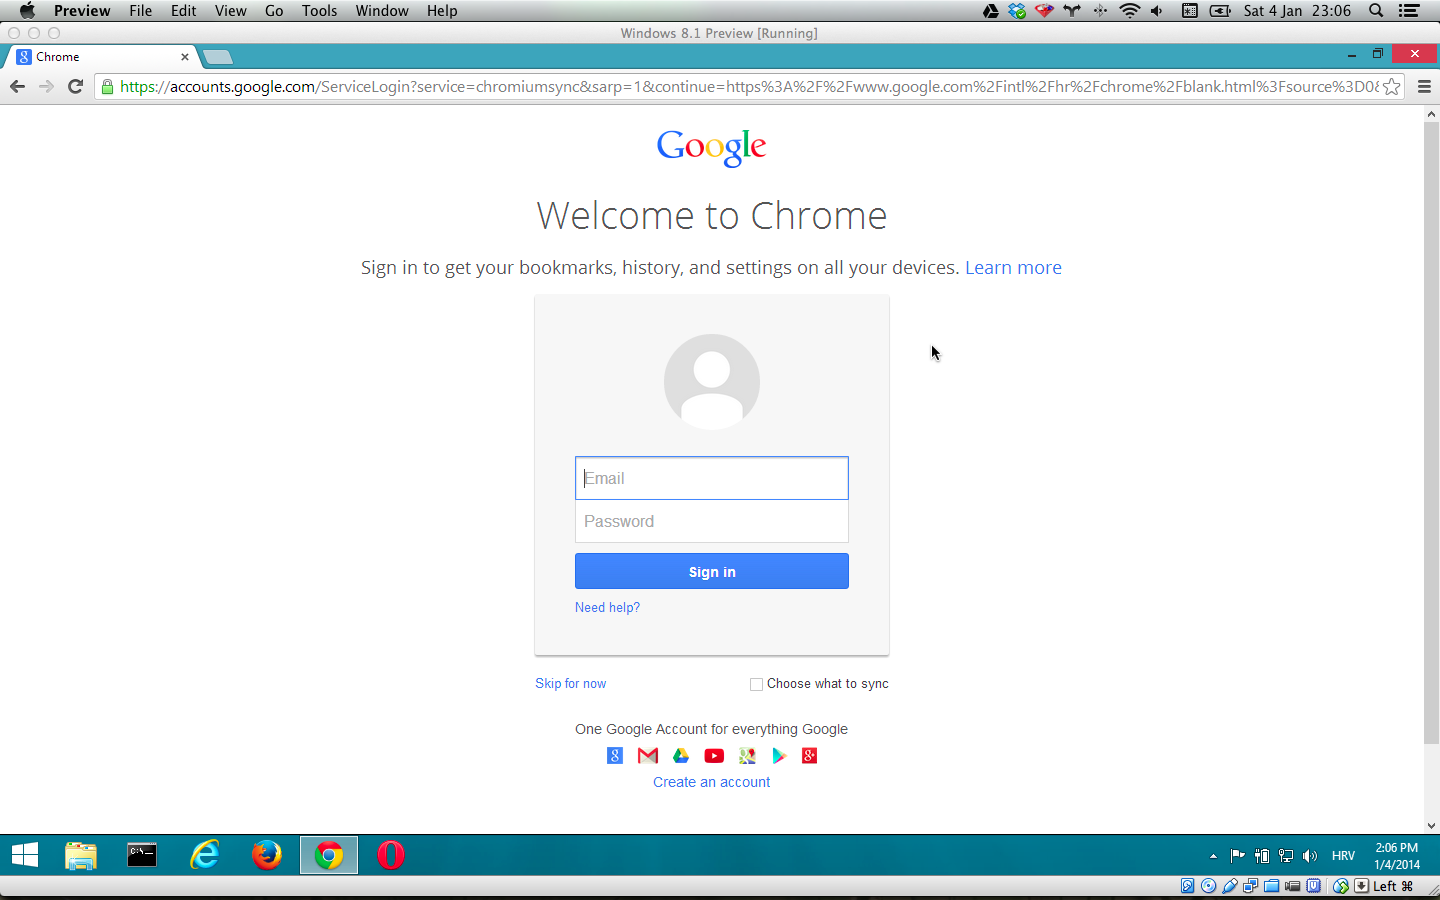 Preview File Edit View Go Tools Window Help Sat 4 Jan 23:06
Windows 8.1 Preview [Running]
Chrome
https://accounts.google.com/ServiceLogin?service=chromiumsync&sarp=1&continue=https%3A%2F%2Fwww.google.com%2Fintl%2Fhr%2Fchrome%2Fblank.html%3Fsource%3D0&
Google
Welcome to Chrome
Sign in to get your bookmarks, history, and settings on all your devices. Learn more
Email
Password
Sign in
Need help?
Skip for now Choose what to sync
One Google Account for everything Google
Create an account
C:\
HRV 2:06 PM
1/4/2014
Left ⌘